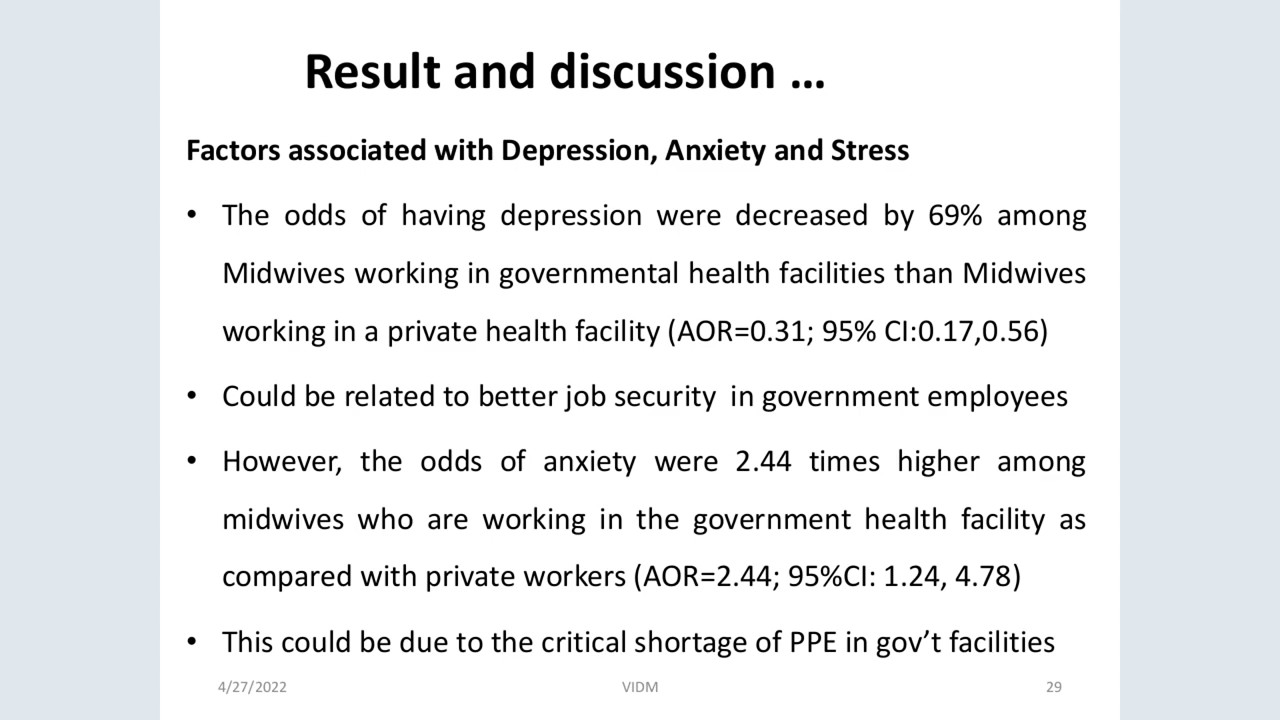 Result and discussion ...
Factors associated with Depression, Anxiety and Stress
• The odds of having depression were decreased by 69% among
Midwives working in governmental health facilities than Midwives
working in a private health facility (AOR=0.31; 95% CI:0.17,0.56)
• Could be related to better job security in government employees
• However, the odds of anxiety were 2.44 times higher among
midwives who are working in the government health facility as
compared with private workers (AOR=2.44; 95%CI: 1.24, 4.78)
• This could be due to the critical shortage of PPE in gov’t facilities
4/27/2022 VIDM 29